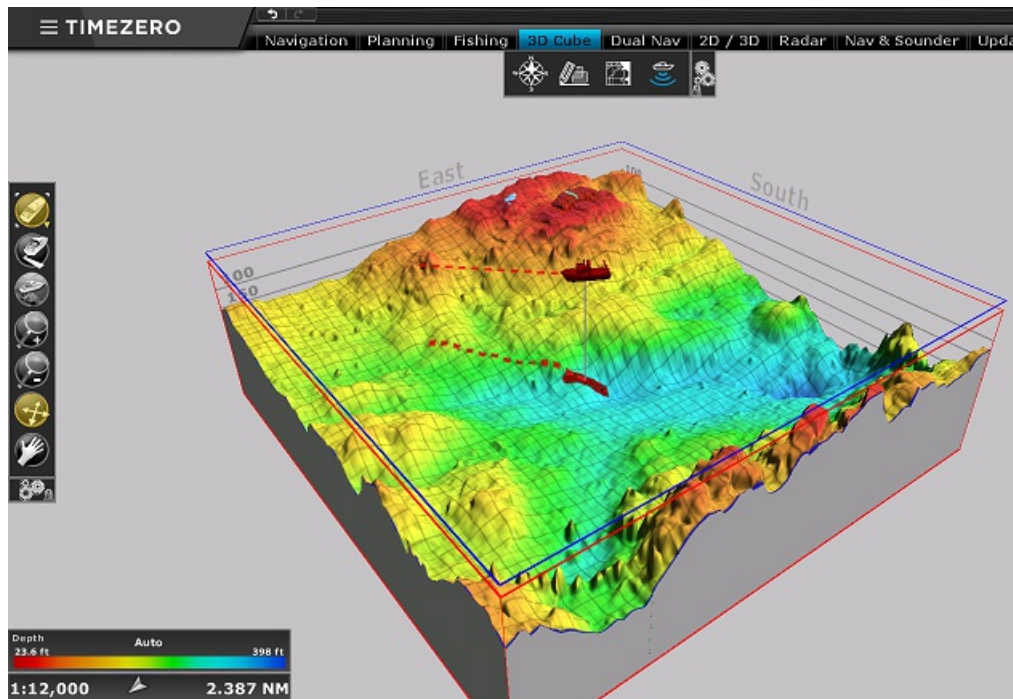 TIMEZERO
Navigation Planning Fishing 3D Cube Dual Nav 2D / 3D Radar Nav & Sounder Upda
East
South
100
150
Depth
Auto
23.6 ft
398 ft
1:12,000
2.387 NM